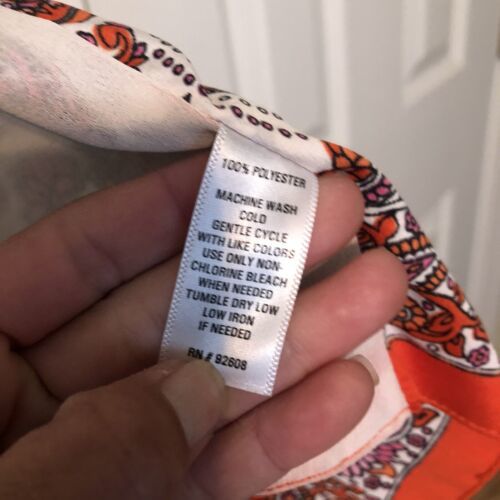 100% POLYESTER
MACHINE WASH
COLD
GENTLE CYCLE
WITH LIKE COLORS
USE ONLY NON-
CHLORINE BLEACH
WHEN NEEDED
TUMBLE DRY LOW
LOW IRON
IF NEEDED
RN # 92608